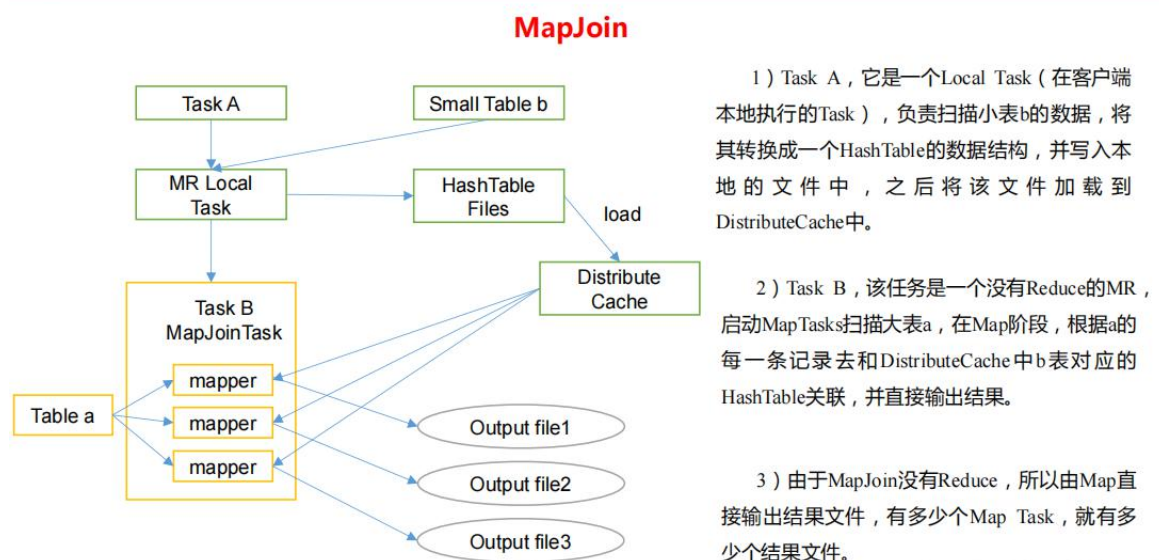 MapJoin
Task A
Small Table b
MR Local
Task
HashTable
Files
load
Distribute
Cache
Task B
MapJoinTask
mapper
mapper
mapper
Table a
Output file1
Output file2
Output file3
1）Task A，它是一个Local Task（在客户端
本地执行的Task），负责扫描小表b的数据，将
其转换成一个HashTable的数据结构，并写入本
地的文件中，之后将该文件加载到
DistributeCache中。
2）Task B，该任务是一个没有Reduce的MR，
启动MapTasks扫描大表a，在Map阶段，根据a的
每一条记录去和DistributeCache中b表对应的
HashTable关联，并直接输出结果。
3）由于MapJoin没有Reduce，所以由Map直
接输出结果文件，有多少个Map Task，就有多
少个结果文件。